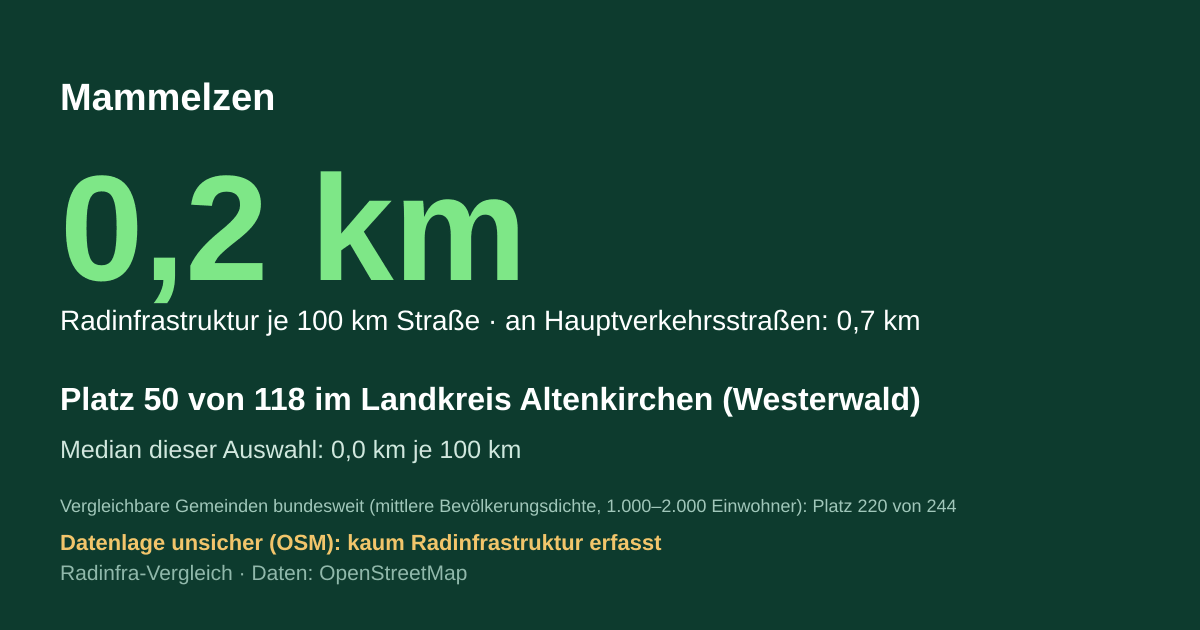 Mammelzen
0,2 km
Radinfrastruktur je 100 km Straße · an Hauptverkehrsstraßen: 0,7 km
Platz 50 von 118 im Landkreis Altenkirchen (Westerwald)
Median dieser Auswahl: 0,0 km je 100 km
Vergleichbare Gemeinden bundesweit (mittlere Bevölkerungsdichte, 1.000–2.000 Einwohner): Platz 220 von 244
Datenlage unsicher (OSM): kaum Radinfrastruktur erfasst
Radinfra-Vergleich · Daten: OpenStreetMap